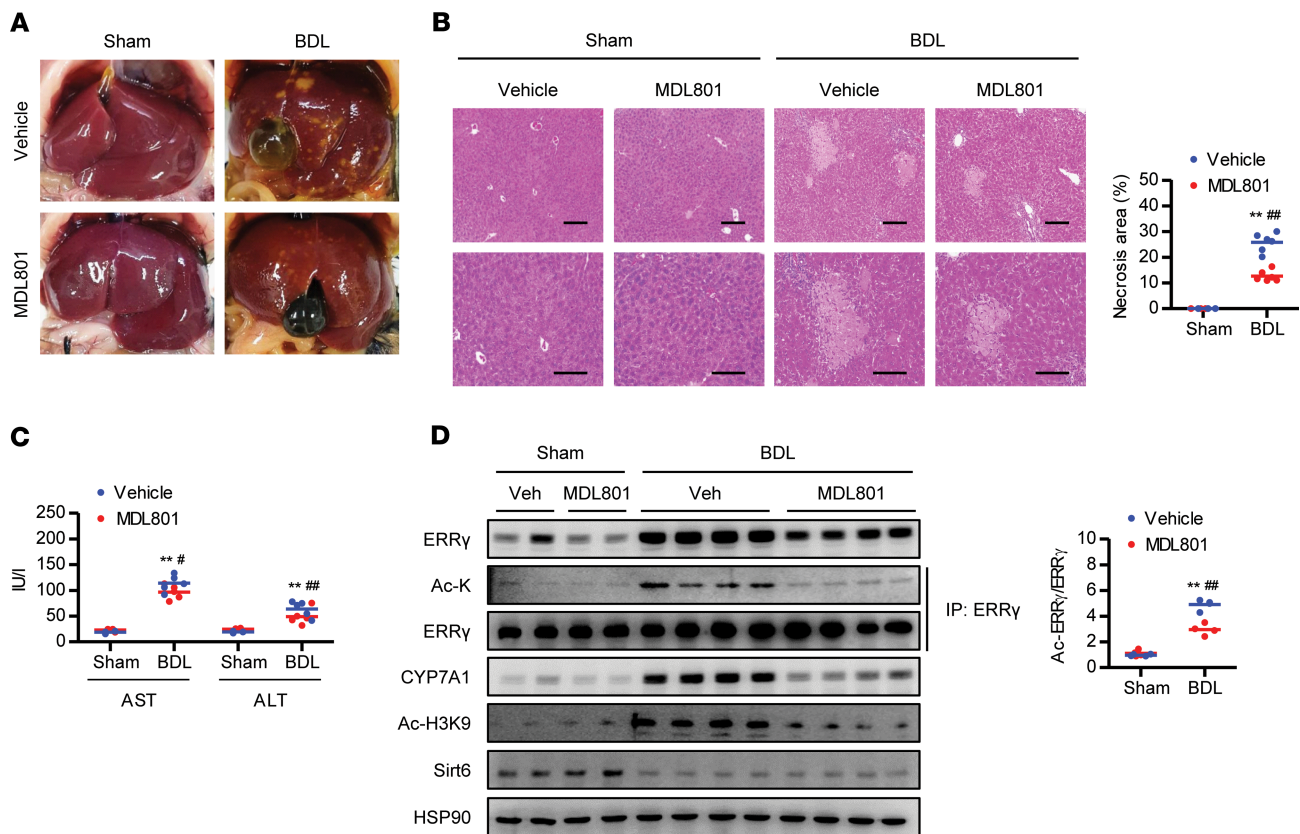 A
Sham BDL
Vehicle
MDL801
B
Sham BDL
Vehicle MDL801 Vehicle MDL801
Vehicle
MDL801
Necrosis area (%)
50
40
30
20
10
0
** ##
Sham BDL
C
Vehicle
MDL801
IU/l
250
200
150
100
50
0
** #
** ##
Sham BDL Sham BDL
AST ALT
D
Sham BDL
Veh MDL801 Veh MDL801
ERRγ
Ac-K
ERRγ
IP: ERRγ
CYP7A1
Ac-H3K9
Sirt6
HSP90
Vehicle
MDL801
Ac-ERRγ/ERRγ
10
8
6
4
2
0
** ##
Sham BDL